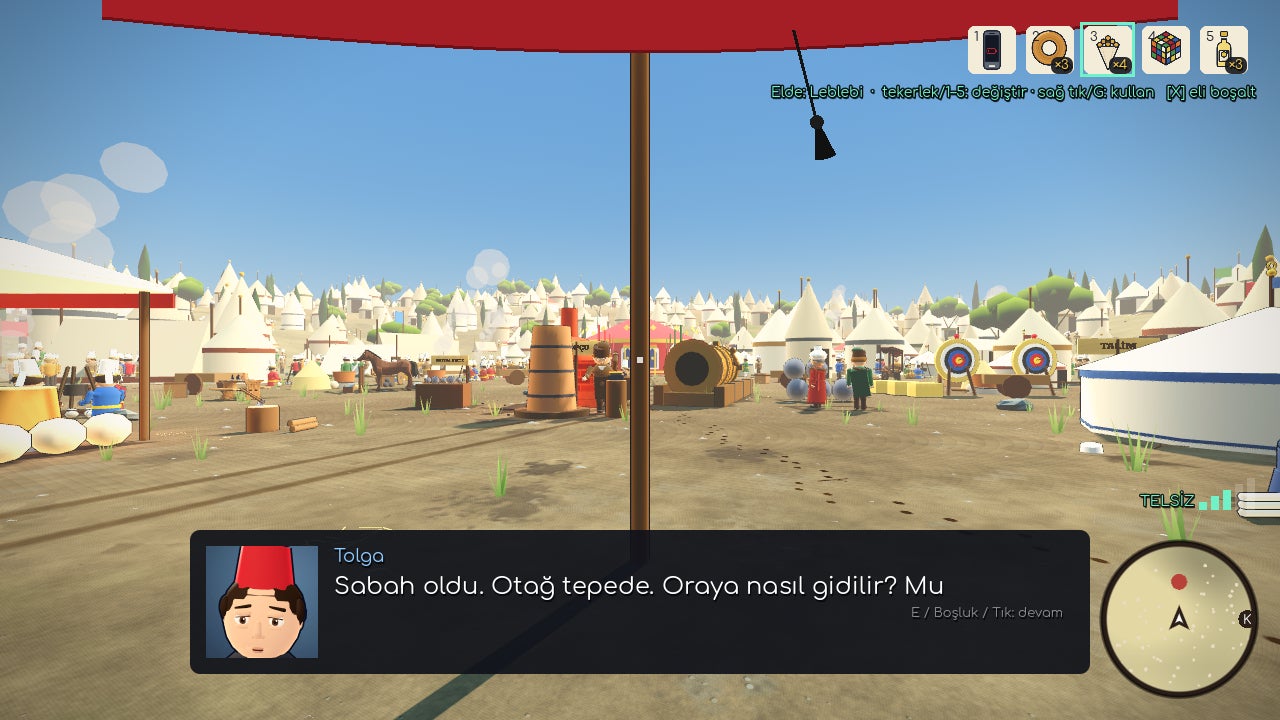 1
2
×3
3
×4
4
5
×3
Elde: Leblebi · tekerlek/1-5: değiştir · sağ tık/G: kullan [X] eli boşalt
TALİM
TELSİZ
K
Tolga
Sabah oldu. Otağ tepede. Oraya nasıl gidilir? Mu
E / Boşluk / Tık: devam